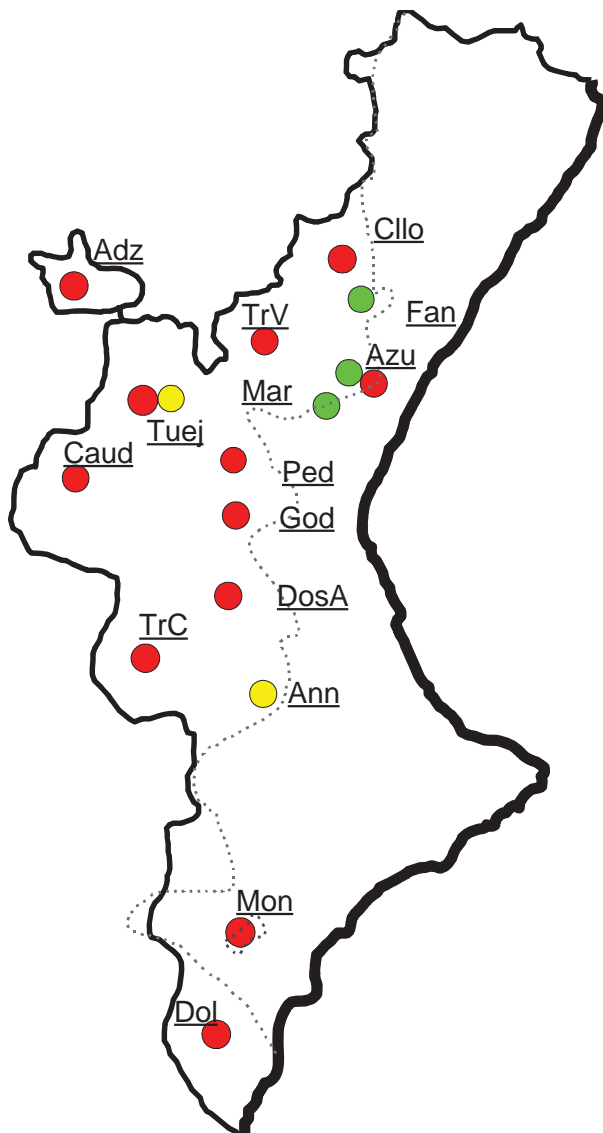 Cllo
Adz
Fan
TrV
Azu
Mar
Tuej
Caud
Ped
God
DosA
TrC
Ann
Mon
Dol